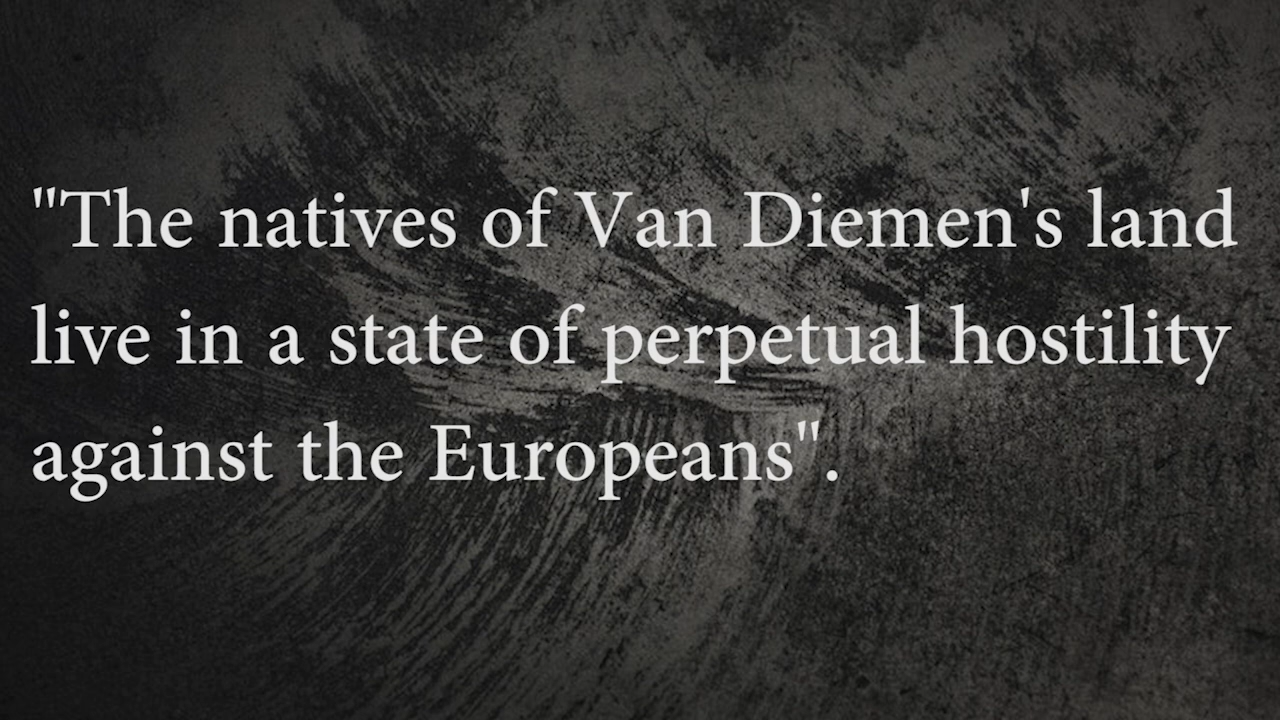 "The natives of Van Diemen's land
live in a state of perpetual hostility
against the Europeans".